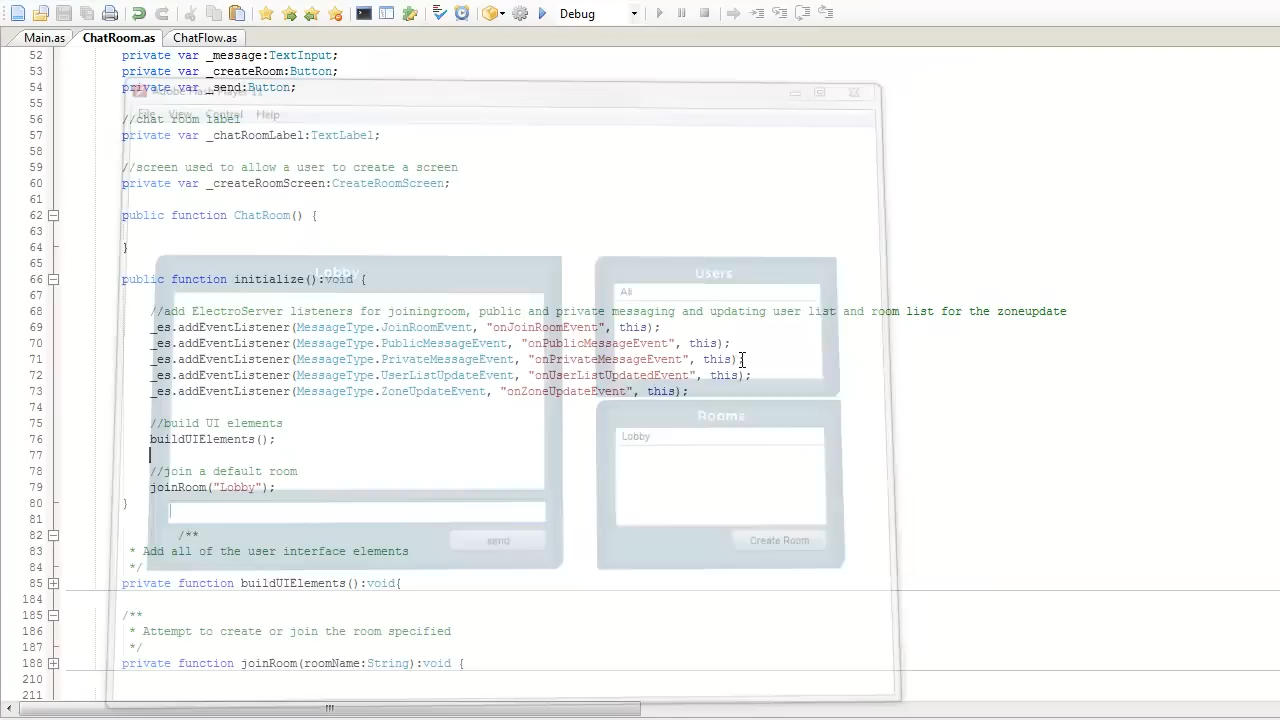 Debug
Main.as ChatRoom.as ChatFlow.as
52 private var _message:TextInput;
53 private var _createRoom:Button;
54 private var _send:Button;
55
56 //chat room label
57 private var _chatRoomLabel:TextLabel;
58
59 //screen used to allow a user to create a screen
60 private var _createRoomScreen:CreateRoomScreen;
61
62 public function ChatRoom() {
63
64 }
65
66 public function initialize():void {
67
68 //add ElectroServer listeners for joiningroom, public and private messaging and updating user list and room list for the zoneupdate
69 _es.addEventListener(MessageType.JoinRoomEvent, "onJoinRoomEvent", this);
70 _es.addEventListener(MessageType.PublicMessageEvent, "onPublicMessageEvent", this);
71 _es.addEventListener(MessageType.PrivateMessageEvent, "onPrivateMessageEvent", this);
72 _es.addEventListener(MessageType.UserListUpdateEvent, "onUserListUpdatedEvent", this);
73 _es.addEventListener(MessageType.ZoneUpdateEvent, "onZoneUpdateEvent", this);
74
75 //build UI elements
76 buildUIElements();
77
78 //join a default room
79 joinRoom("Lobby");
80 }
81
82 /**
83 * Add all of the user interface elements
84 */
85 private function buildUIElements():void{
184
185 /**
186 * Attempt to create or join the room specified
187 */
188 private function joinRoom(roomName:String):void {
210
211
Adobe Flash Player 11
File View Control Help
Lobby
send
Users
Ali
Rooms
Lobby
Create Room